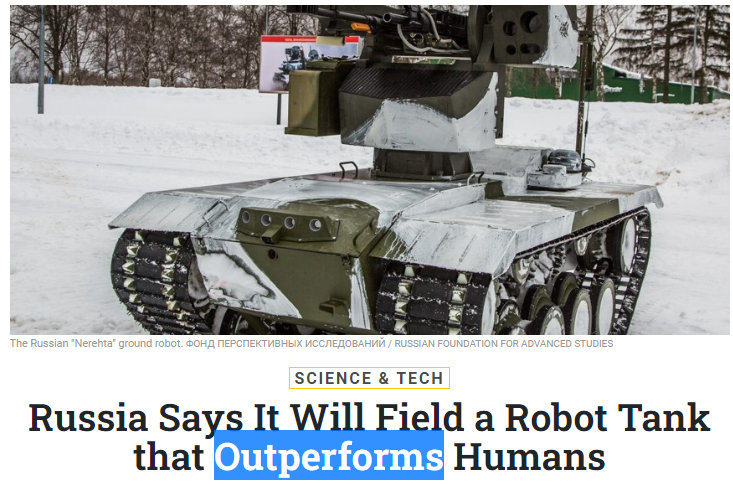 The Russian "Nerehta" ground robot. ФОНД ПЕРСПЕКТИВНЫХ ИССЛЕДОВАНИЙ / RUSSIAN FOUNDATION FOR ADVANCED STUDIES
SCIENCE & TECH
Russia Says It Will Field a Robot Tank
that Outperforms Humans